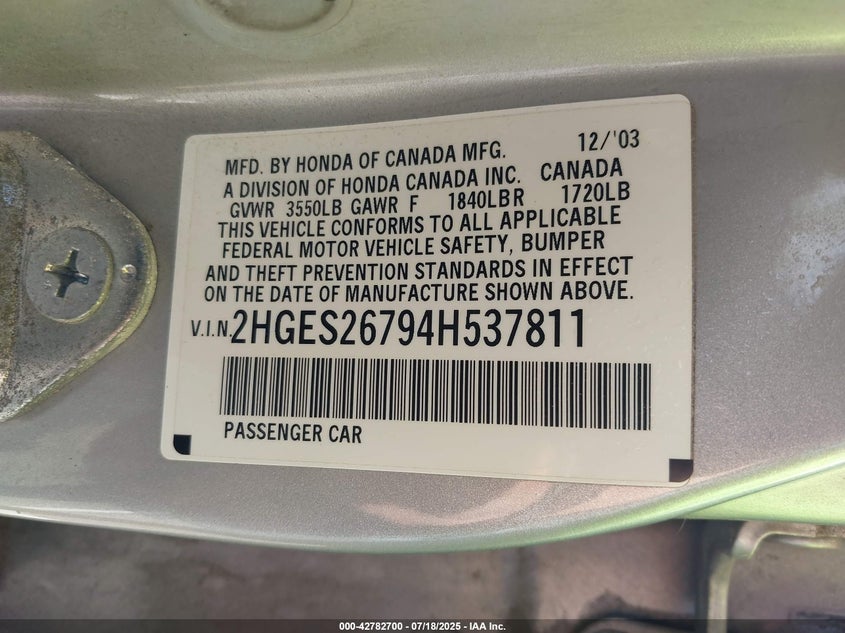 12/'03
MFD. BY HONDA OF CANADA MFG.
A DIVISION OF HONDA CANADA INC. CANADA
GVWR 3550LB GAWR F 1840LBR 1720LB
THIS VEHICLE CONFORMS TO ALL APPLICABLE
FEDERAL MOTOR VEHICLE SAFETY, BUMPER
AND THEFT PREVENTION STANDARDS IN EFFECT
ON THE DATE OF MANUFACTURE SHOWN ABOVE.
V.I.N.2HGES26794H537811
PASSENGER CAR
000-42782700 - 07/18/2025 - IAA Inc.